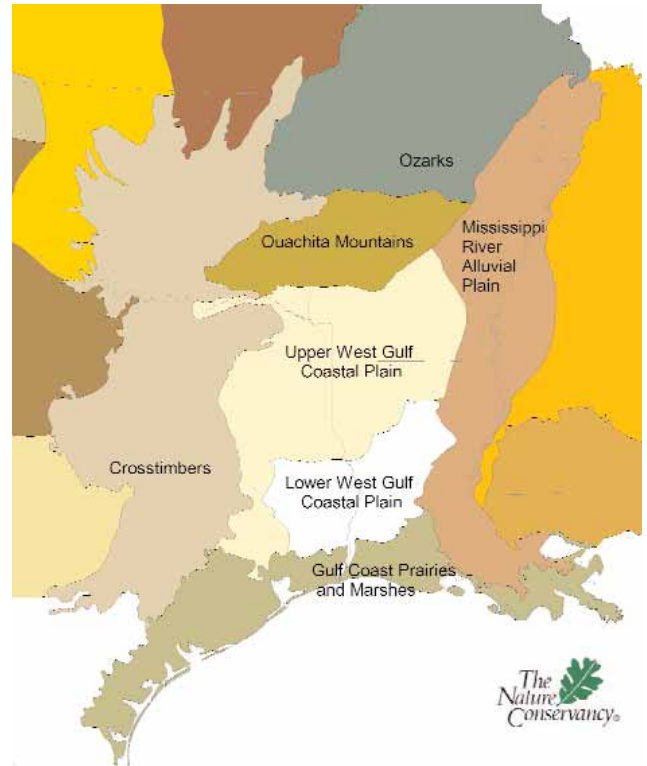 Ozarks
Ouachita Mountains
Mississippi
River
Alluvial
Plain
Upper West Gulf
Coastal Plain
Crosstimbers
Lower West Gulf
Coastal Plain
Gulf Coast Prairies
and Marshes
The
Nature
Conservancy®